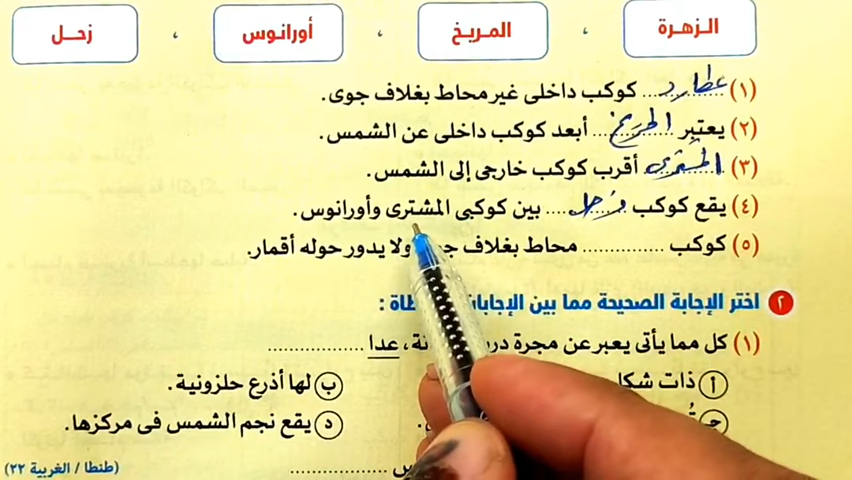 الزهرة ، المريخ ، أورانوس ، زحل
(١) عطارد كوكب داخلى غير محاط بغلاف جوى.
(٢) يعتبر المريخ أبعد كوكب داخلى عن الشمس.
(٣) المشترى أقرب كوكب خارجى إلى الشمس.
(٤) يقع كوكب زحل بين كوكبى المشترى وأورانوس.
(٥) كوكب .............. محاط بغلاف ولا يدور حوله أقمار.
٢ اختر الإجابة الصحيحة مما بين الإجابات
(١) كل مما يأتى يعبر عن مجرة ، عدا ..................
أ ذات
ب لها أذرع حلزونية.
ج
د يقع نجم الشمس فى مركزها.
(طنطا / الغربية ٢٢)